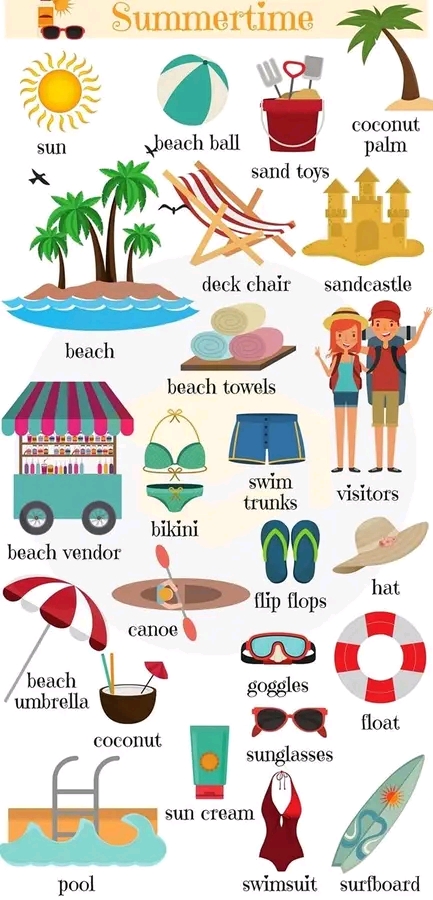 Summertime
sun
beach ball
sand toys
coconut
palm
beach
deck chair
sandcastle
beach towels
beach vendor
bikini
swim
trunks
visitors
canoe
flip flops
hat
beach
umbrella
coconut
goggles
float
sunglasses
sun cream
pool
swimsuit
surfboard